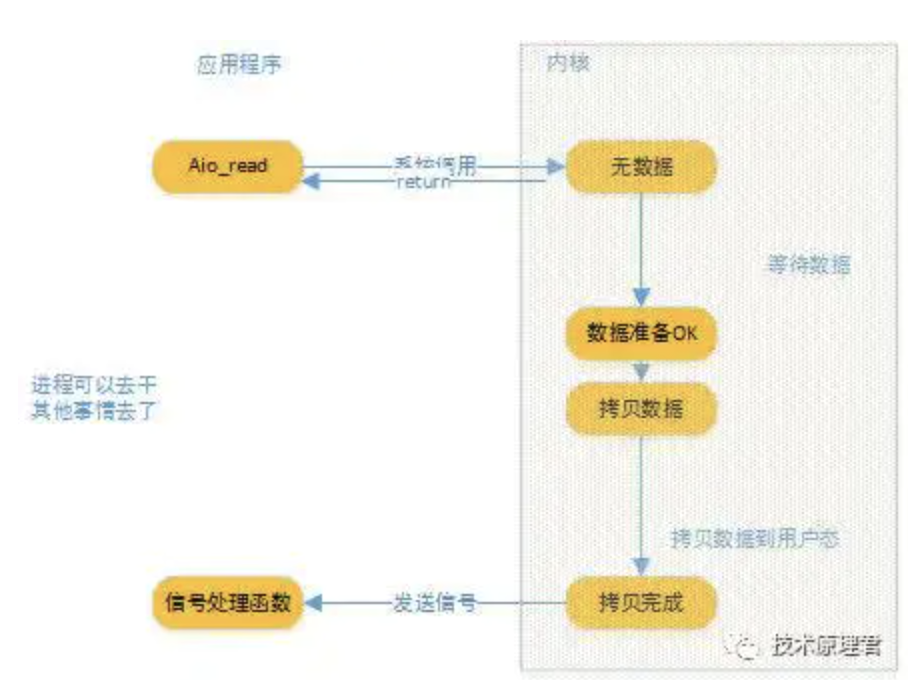 应用程序
内核
Aio_read
系统调用
return
无数据
等待数据
数据准备OK
进程可以去干
其他事情去了
拷贝数据
拷贝数据到用户态
信号处理函数
发送信号
拷贝完成
技术原理君